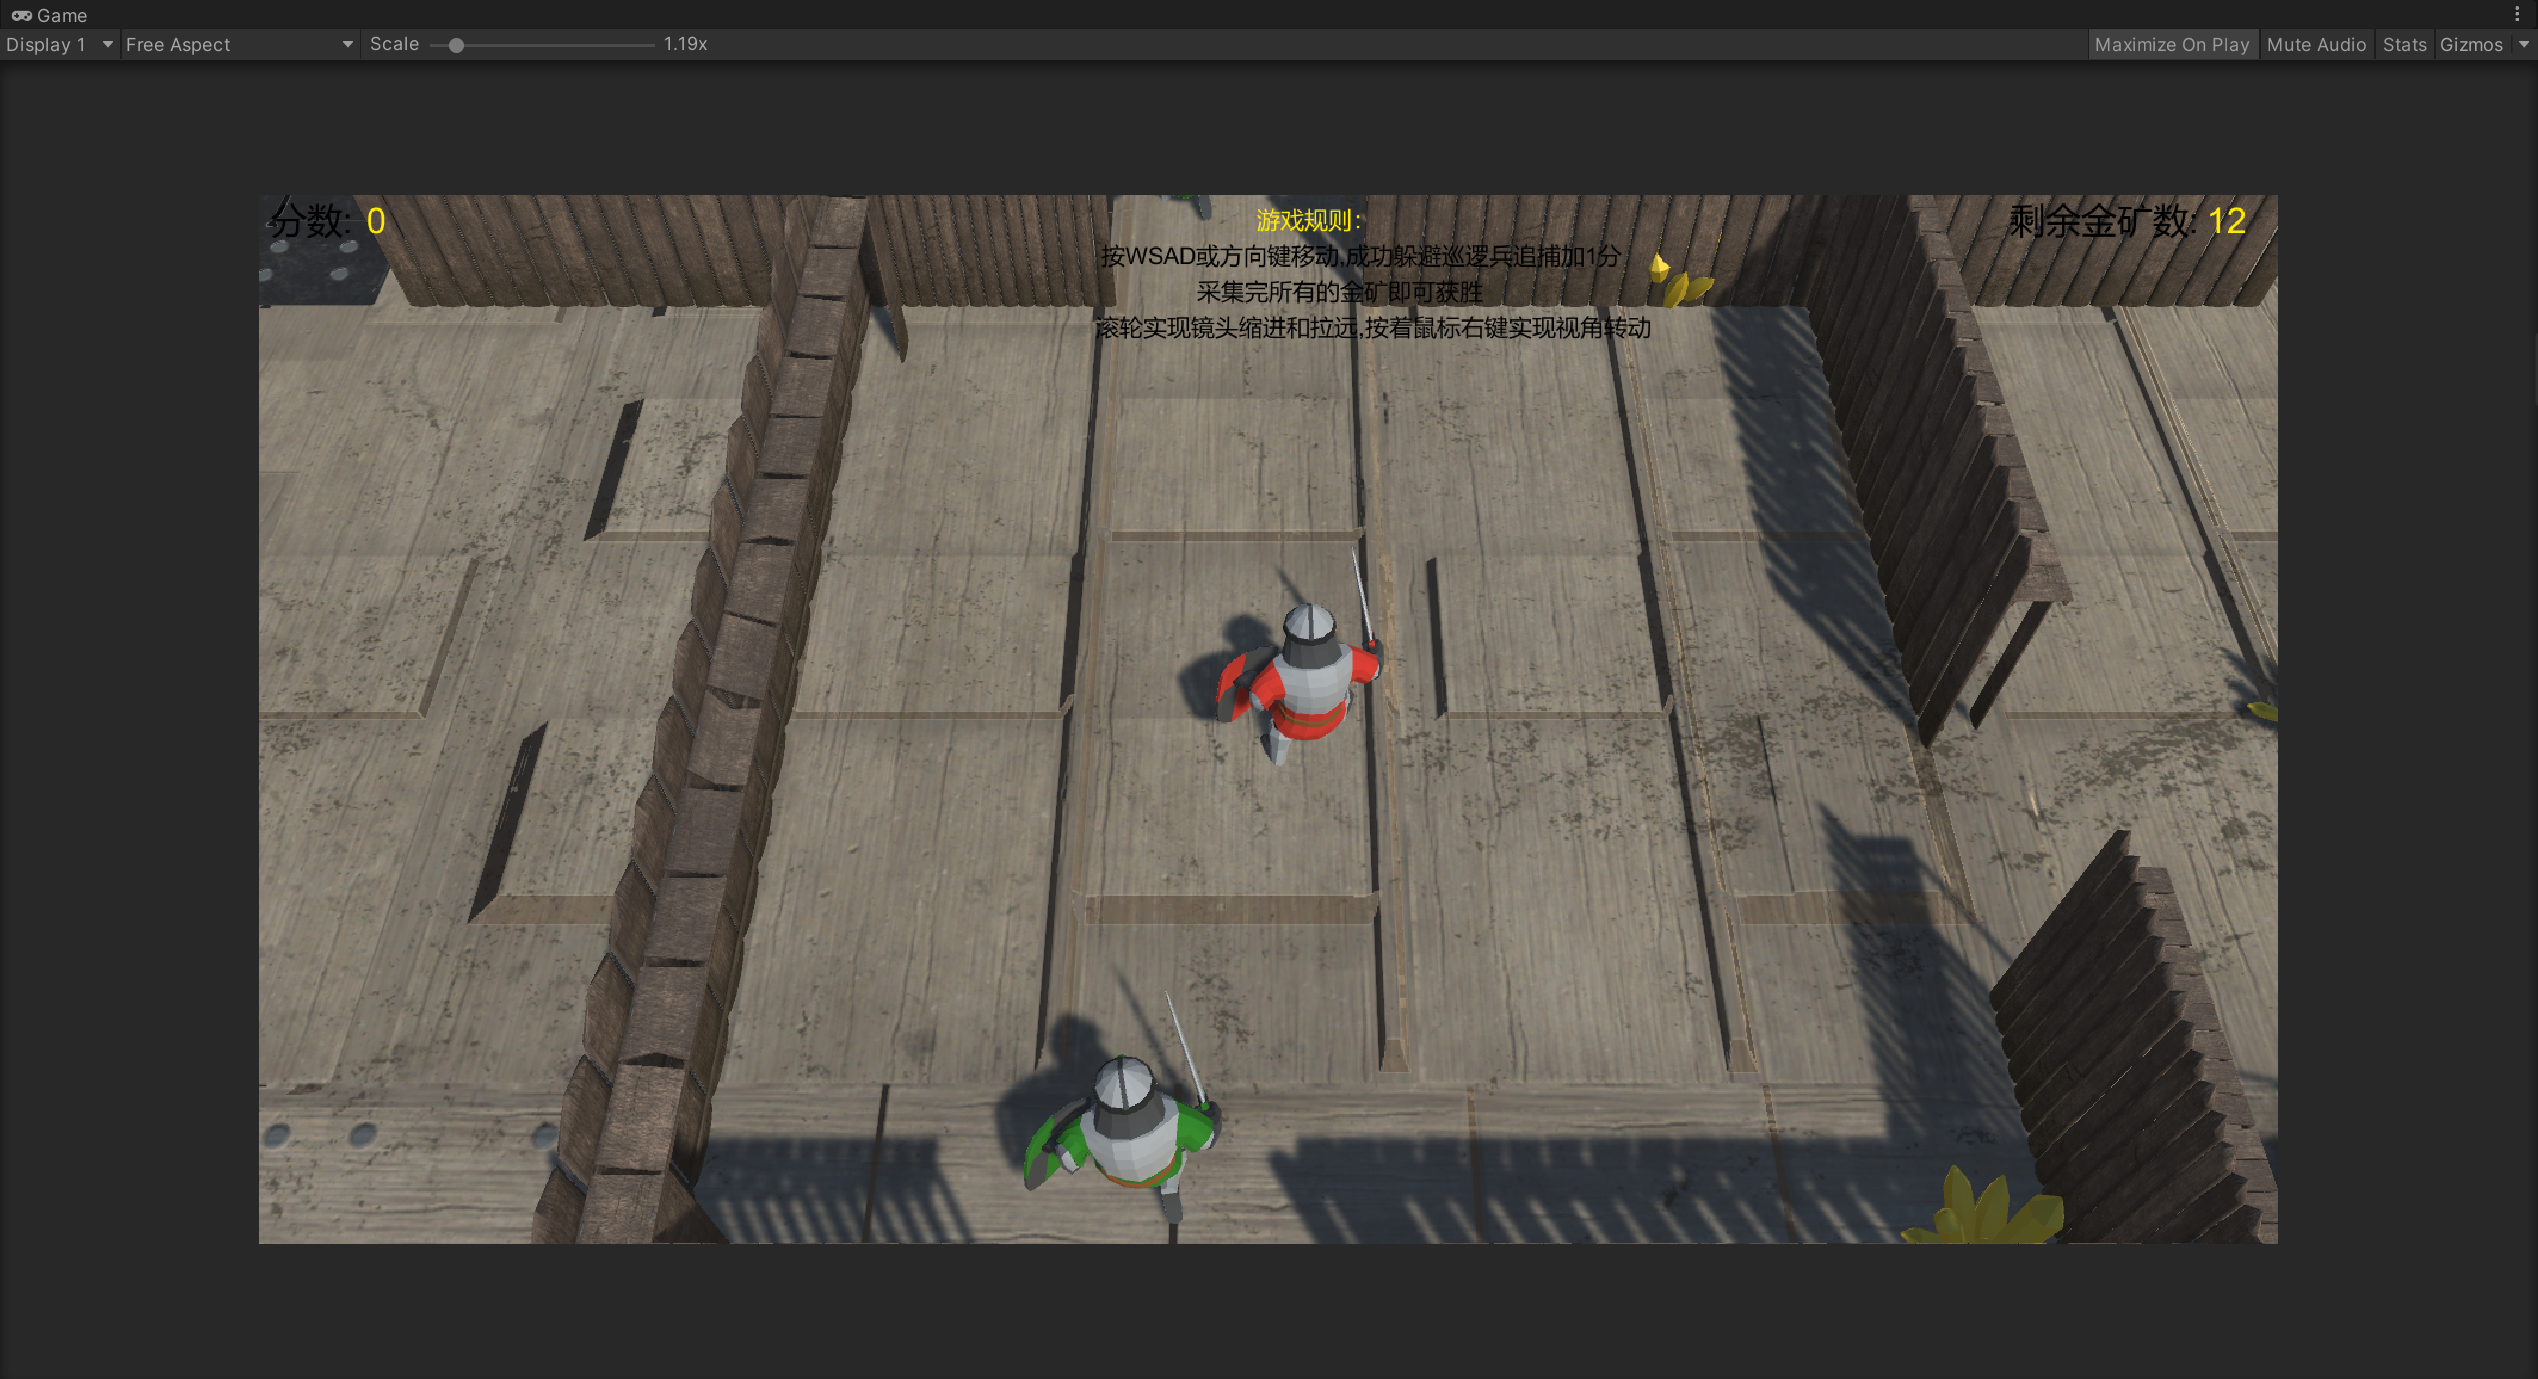 Game
Display 1 Free Aspect Scale 1.19x Maximize On Play Mute Audio Stats Gizmos
分数: 0
游戏规则:
剩余金矿数: 12
按WSAD或方向键移动,成功躲避巡逻兵追捕加1分
采集完所有的金矿即可获胜
滚轮实现镜头缩进和拉远,按着鼠标右键实现视角转动